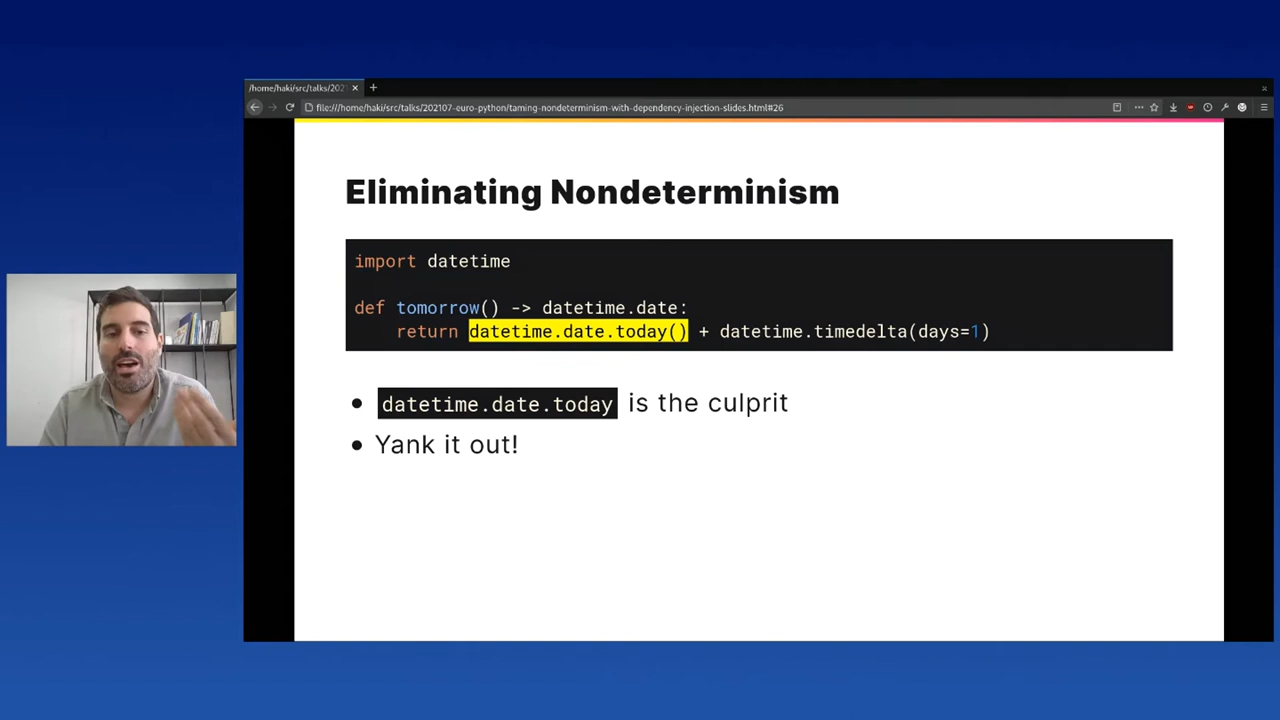 /home/haki/src/talks/202
file:///home/haki/src/talks/202107-euro-python/taming-nondeterminism-with-dependency-injection-slides.html#26
Eliminating Nondeterminism
import datetime
def tomorrow() -> datetime.date:
    return datetime.date.today() + datetime.timedelta(days=1)
• datetime.date.today is the culprit
• Yank it out!